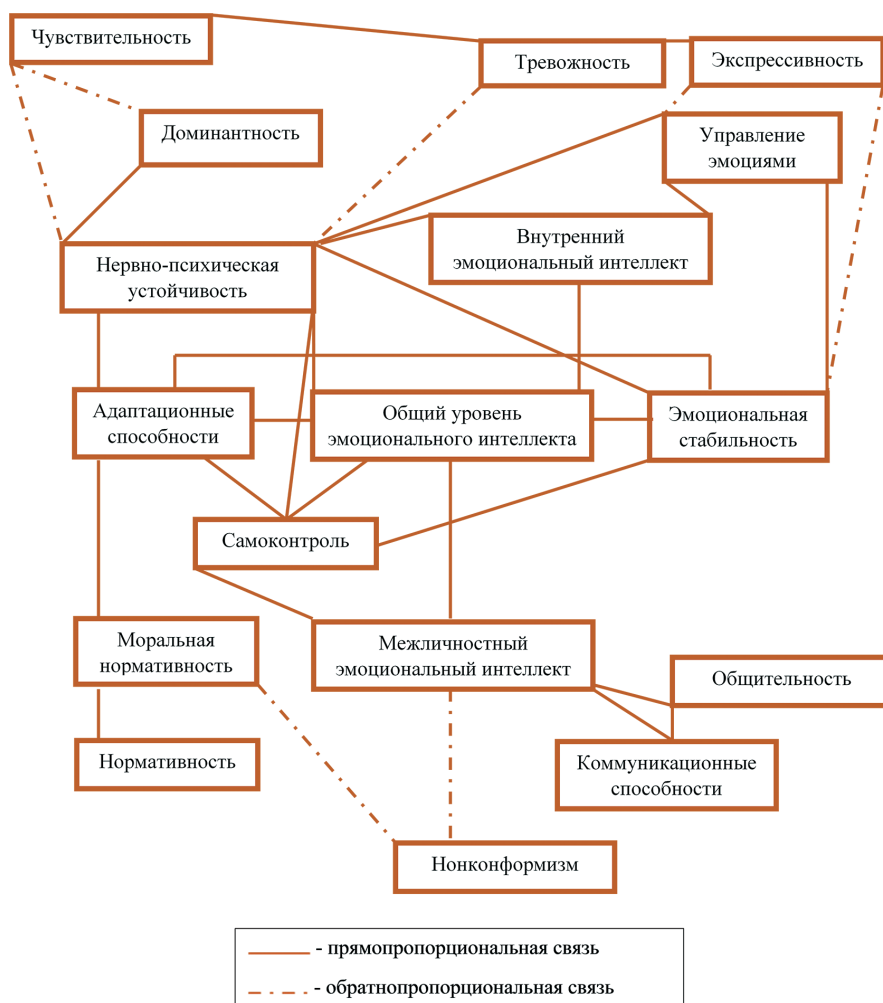 Чувствительность
Тревожность
Экспрессивность
Доминантность
Управление
эмоциями
Внутренний
эмоциональный интеллект
Нервно-психическая
устойчивость
Адаптационные
способности
Общий уровень
эмоционального интеллекта
Эмоциональная
стабильность
Самоконтроль
Моральная
нормативность
Межличностный
эмоциональный интеллект
Общительность
Нормативность
Коммуникационные
способности
Нонконформизм
- прямопропорциональная связь
- обратнопропорциональная связь